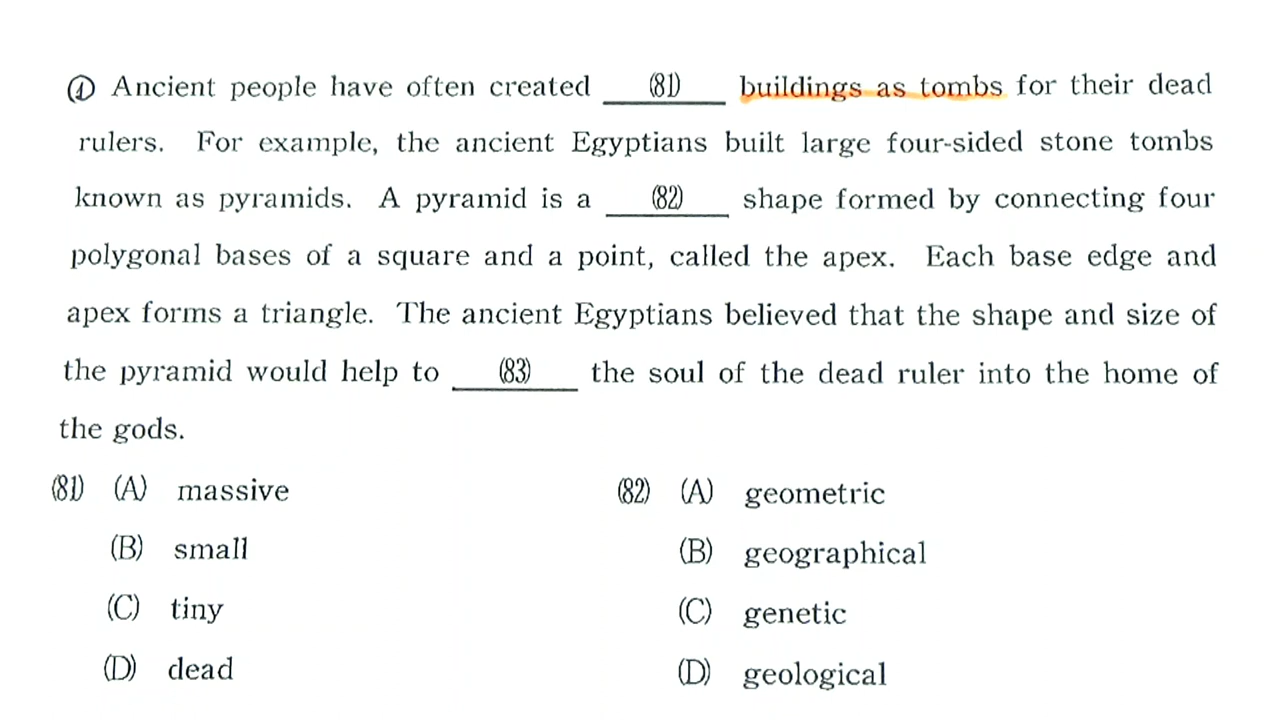 ① Ancient people have often created (81) buildings as tombs for their dead
rulers. For example, the ancient Egyptians built large four-sided stone tombs
known as pyramids. A pyramid is a (82) shape formed by connecting four
polygonal bases of a square and a point, called the apex. Each base edge and
apex forms a triangle. The ancient Egyptians believed that the shape and size of
the pyramid would help to (83) the soul of the dead ruler into the home of
the gods.
(81) (A) massive
(B) small
(C) tiny
(D) dead
(82) (A) geometric
(B) geographical
(C) genetic
(D) geological